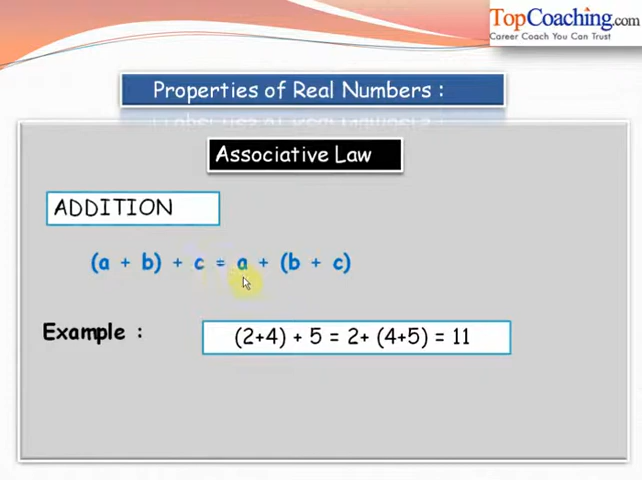 TopCoaching.com
Career Coach You Can Trust
Properties of Real Numbers :
Associative Law
ADDITION
(a + b) + c = a + (b + c)
Example :
(2+4) + 5 = 2+ (4+5) = 11